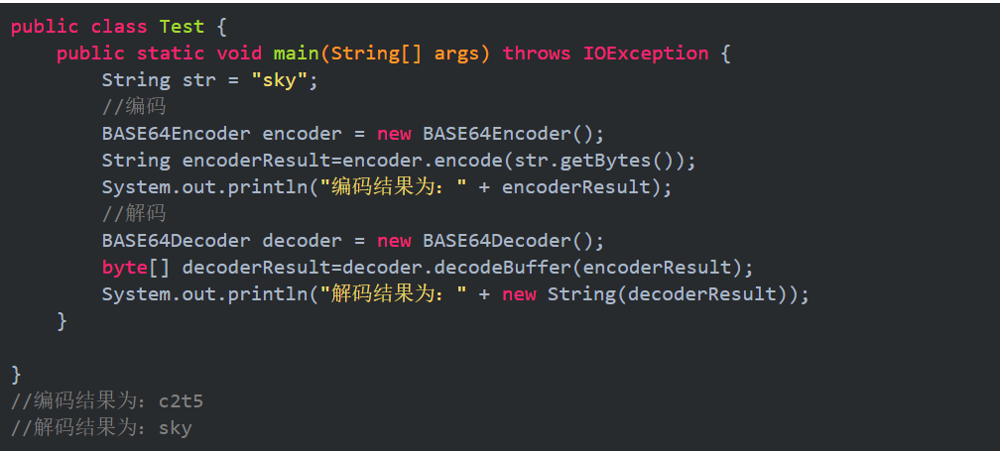 public class Test {
    public static void main(String[] args) throws IOException {
        String str = "sky";
        //编码
        BASE64Encoder encoder = new BASE64Encoder();
        String encoderResult=encoder.encode(str.getBytes());
        System.out.println("编码结果为：" + encoderResult);
        //解码
        BASE64Decoder decoder = new BASE64Decoder();
        byte[] decoderResult=decoder.decodeBuffer(encoderResult);
        System.out.println("解码结果为：" + new String(decoderResult));
    }

}
//编码结果为：c2t5
//解码结果为：sky